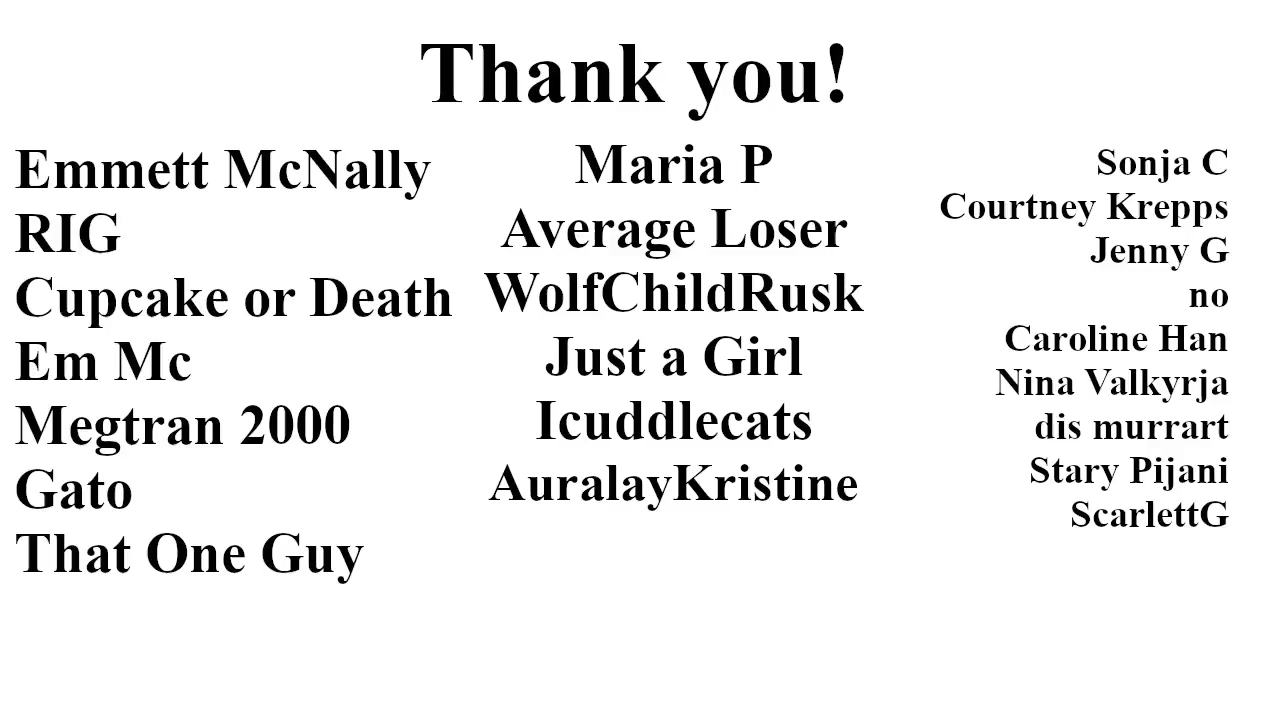 Thank you!
Emmett McNally
RIG
Cupcake or Death
Em Mc
Megtran 2000
Gato
That One Guy
Maria P
Average Loser
WolfChildRusk
Just a Girl
Icuddlecats
AuralayKristine
Sonja C
Courtney Krepps
Jenny G
no
Caroline Han
Nina Valkyrja
dis murrart
Stary Pijani
ScarlettG